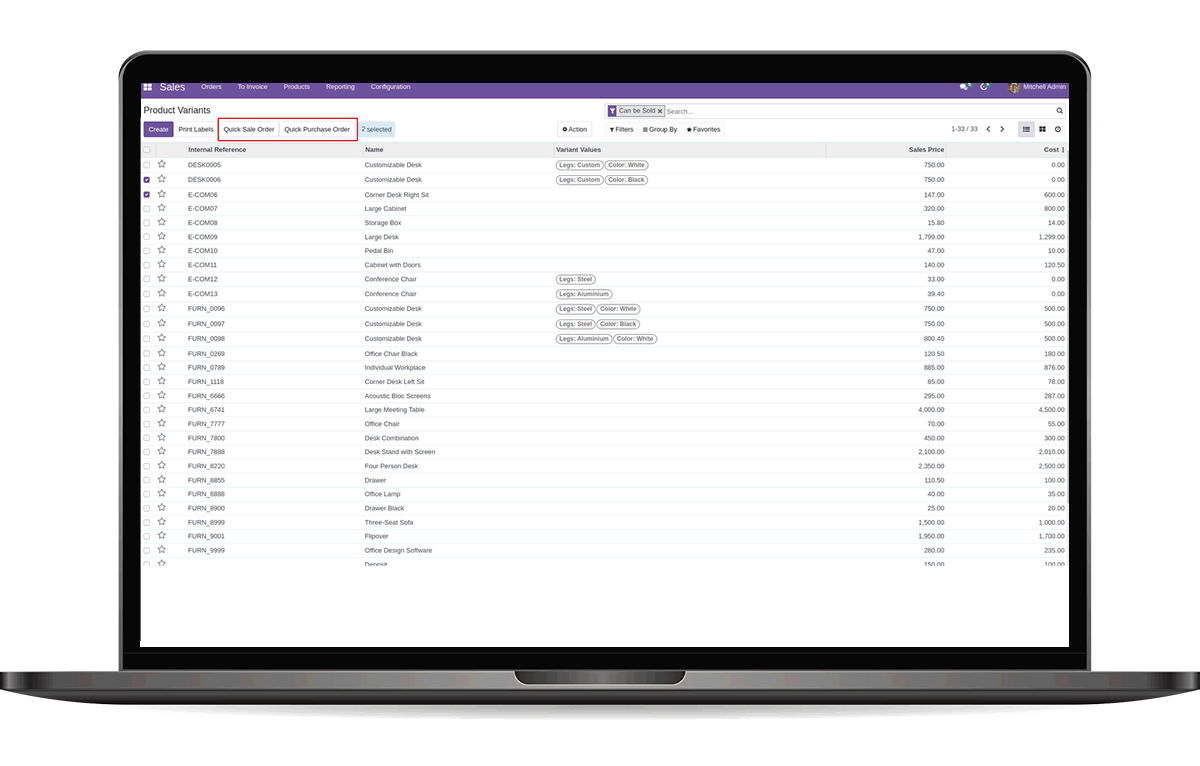 Sales Orders To Invoice Products Reporting Configuration Mitchell Admin
Product Variants Can be Sold Search...
Create Print Labels Quick Sale Order Quick Purchase Order 2 selected Action Filters Group By Favorites 1-33 / 33
Internal Reference Name Variant Values Sales Price Cost
DESK0005 Customizable Desk Legs: Custom Color: White 750.00 0.00
DESK0006 Customizable Desk Legs: Custom Color: Black 750.00 0.00
E-COM06 Corner Desk Right Sit 147.00 600.00
E-COM07 Large Cabinet 320.00 800.00
E-COM08 Storage Box 15.80 14.00
E-COM09 Large Desk 1,799.00 1,299.00
E-COM10 Pedal Bin 47.00 10.00
E-COM11 Cabinet with Doors 140.00 120.50
E-COM12 Conference Chair Legs: Steel 33.00 0.00
E-COM13 Conference Chair Legs: Aluminium 39.40 0.00
FURN_0096 Customizable Desk Legs: Steel Color: White 750.00 500.00
FURN_0097 Customizable Desk Legs: Steel Color: Black 750.00 500.00
FURN_0098 Customizable Desk Legs: Aluminium Color: White 800.40 500.00
FURN_0269 Office Chair Black 120.50 180.00
FURN_0789 Individual Workplace 885.00 876.00
FURN_1118 Corner Desk Left Sit 85.00 78.00
FURN_6666 Acoustic Bloc Screens 295.00 287.00
FURN_6741 Large Meeting Table 4,000.00 4,500.00
FURN_7777 Office Chair 70.00 55.00
FURN_7800 Desk Combination 450.00 300.00
FURN_7888 Desk Stand with Screen 2,100.00 2,010.00
FURN_8220 Four Person Desk 2,350.00 2,500.00
FURN_8855 Drawer 110.50 100.00
FURN_8888 Office Lamp 40.00 35.00
FURN_8900 Drawer Black 25.00 20.00
FURN_8999 Three-Seat Sofa 1,500.00 1,000.00
FURN_9001 Flipover 1,950.00 1,700.00
FURN_9999 Office Design Software 280.00 235.00
Deposit 150.00 100.00